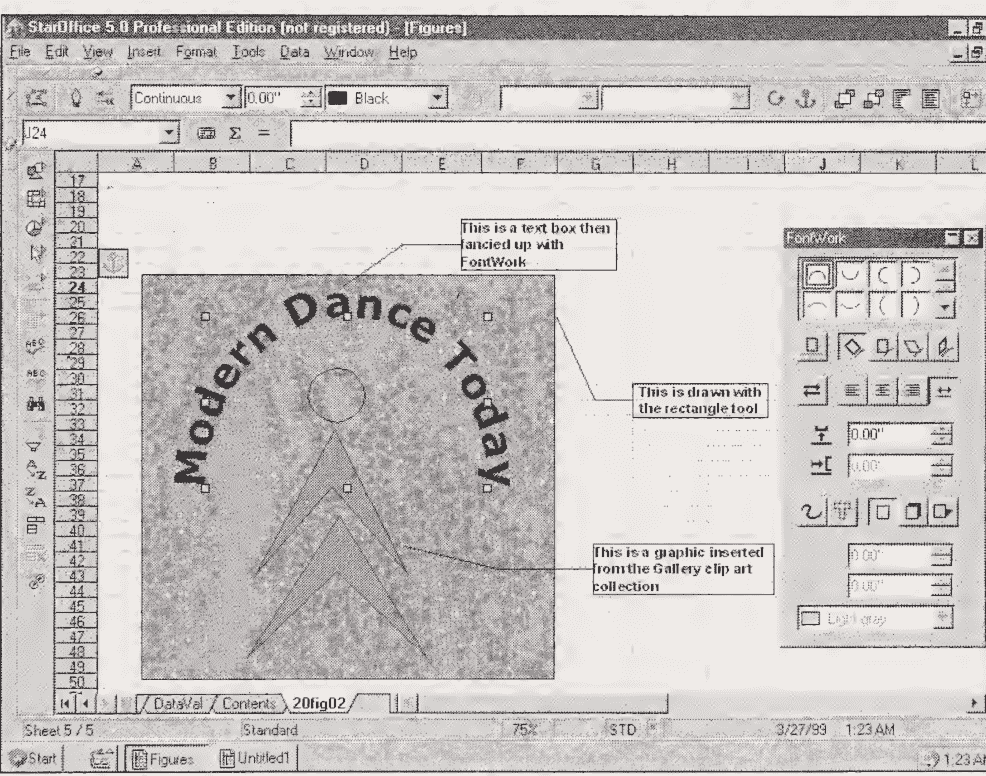 StarOffice 5.0 Professional Edition (not registered) - [Figures]
File Edit View Insert Format Tools Data Window Help
Continuous 0.00" Black
J24 Σ =
A B C D E F G H I J K L
17
18
19
20
21
22
23
24
25
26
27
28
29
30
31
32
33
34
35
36
37
38
39
40
41
42
43
44
45
46
47
48
49
50
This is a text box then
fancied up with
FontWork
Modern Dance Today
This is drawn with
the rectangle tool
This is a graphic inserted
from the Gallery clip art
collection
FontWork
0.00"
0.00"
0.00"
0.00"
Light gray
ABC
ABC
A
Z
Z
A
DataVal Contents 20fig02
Sheet 5 / 5 Standard 75% STD * 3/27/99 1:23 AM
Start Figures Untitled1 1:23 AM